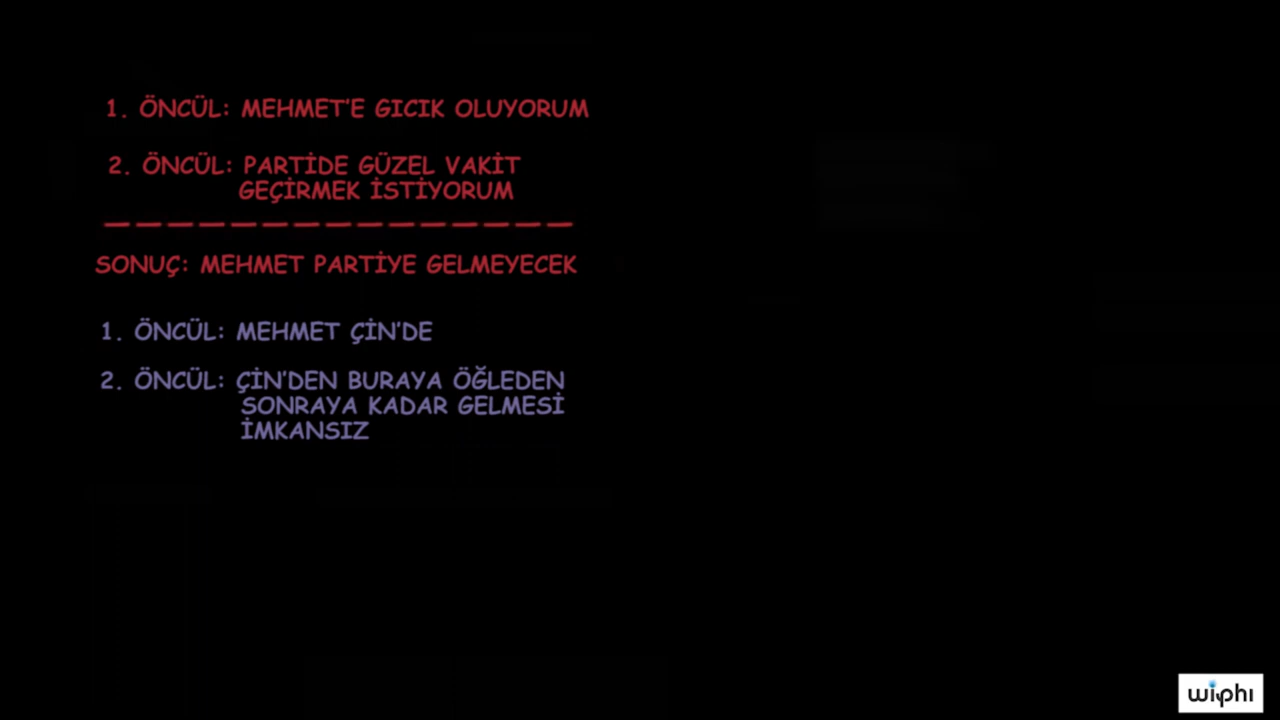 1. ÖNCÜL: MEHMET'E GICIK OLUYORUM
2. ÖNCÜL: PARTİDE GÜZEL VAKİT
GEÇİRMEK İSTİYORUM
SONUÇ: MEHMET PARTİYE GELMEYECEK
1. ÖNCÜL: MEHMET ÇİN'DE
2. ÖNCÜL: ÇİN'DEN BURAYA ÖĞLEDEN
SONRAYA KADAR GELMESİ
İMKANSIZ
wiphi